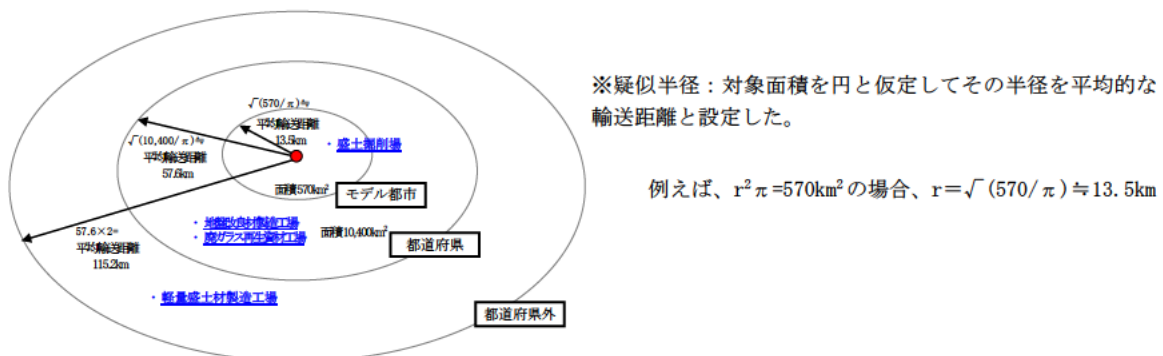 √(570/π)≒
平均輸送距離
13.5km
・ 盛土掘削場
√(10,400/π)≒
平均輸送距離
57.6km
面積570km²
モデル都市
・ 地盤改良材製造工場
・ 廃ガラス再生資材工場
面積10,400km²
都道府県
57.6×2=
平均輸送距離
115.2km
・ 軽量盛土材製造工場
都道府県外
※疑似半径：対象面積を円と仮定してその半径を平均的な
輸送距離と設定した。
例えば、r²π=570km²の場合、r＝√(570/π)≒13.5km